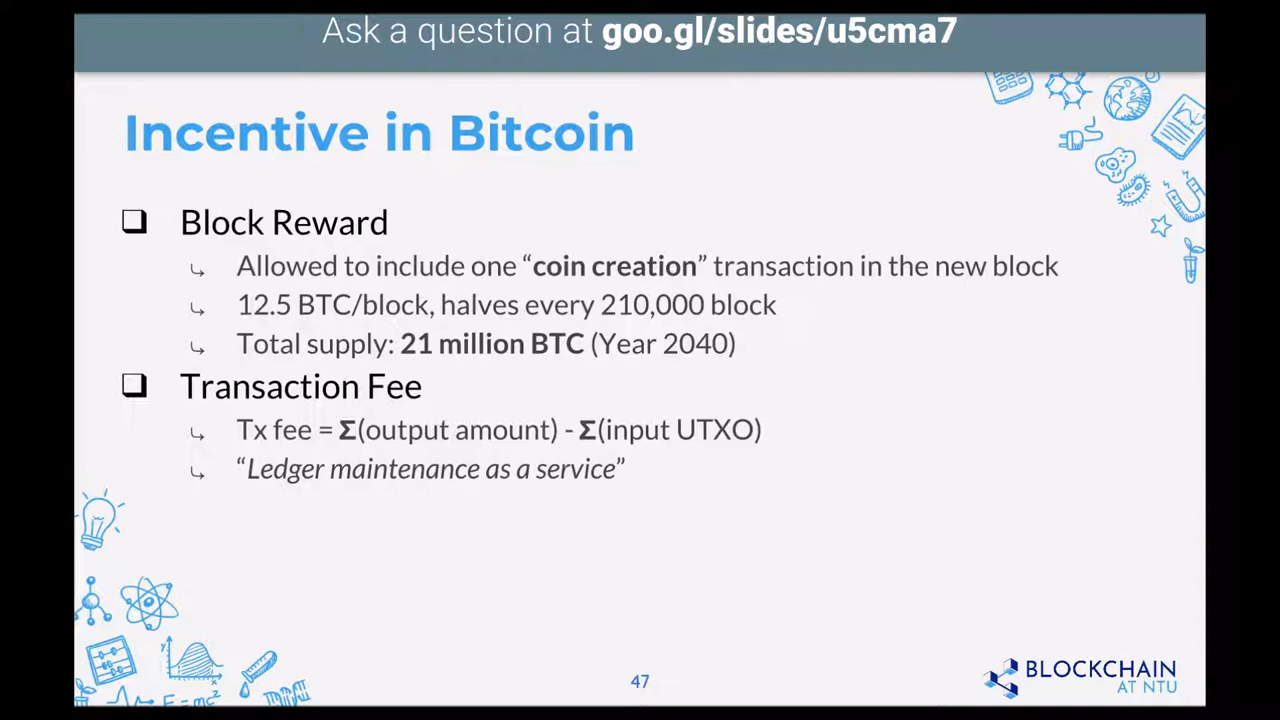 Ask a question at goo.gl/slides/u5cma7
Incentive in Bitcoin
Block Reward
Allowed to include one “coin creation” transaction in the new block
12.5 BTC/block, halves every 210,000 block
Total supply: 21 million BTC (Year 2040)
Transaction Fee
Tx fee = Σ(output amount) - Σ(input UTXO)
“Ledger maintenance as a service”
y
x
E=mc²
47
BLOCKCHAIN
AT NTU